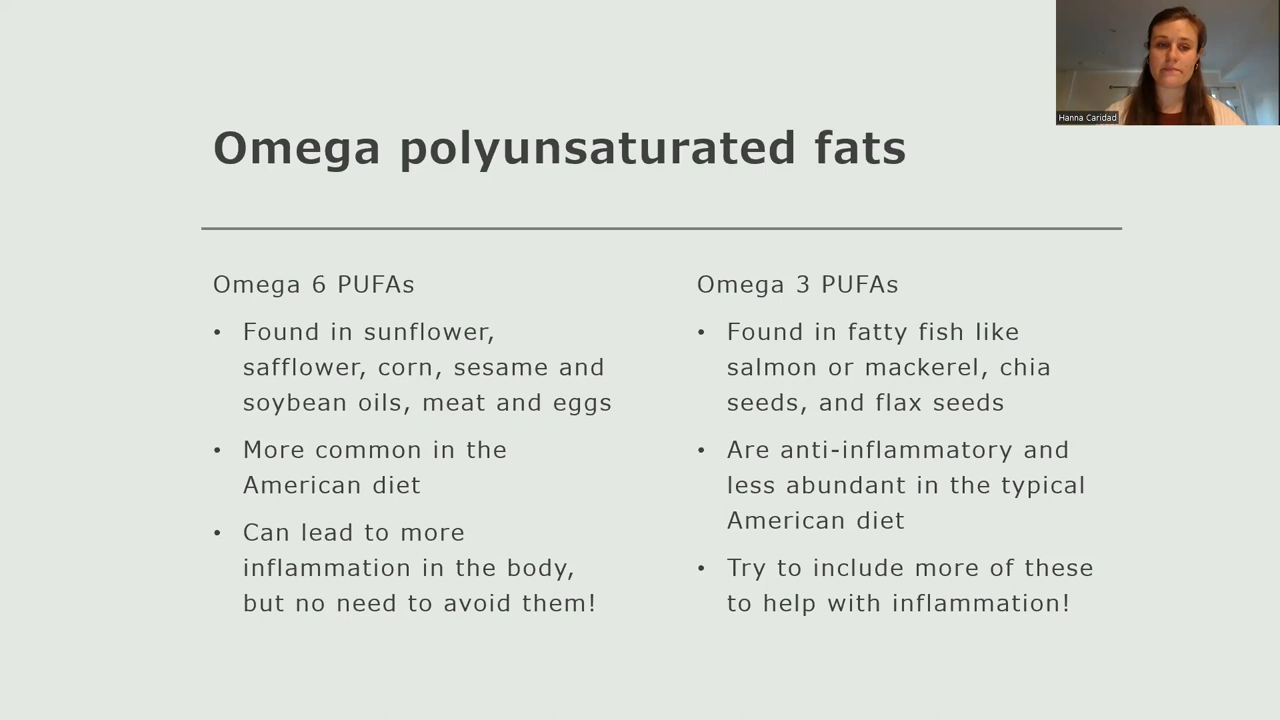 Hanna Caridad
Omega polyunsaturated fats
Omega 6 PUFAs
• Found in sunflower,
safflower, corn, sesame and
soybean oils, meat and eggs
• More common in the
American diet
• Can lead to more
inflammation in the body,
but no need to avoid them!
Omega 3 PUFAs
• Found in fatty fish like
salmon or mackerel, chia
seeds, and flax seeds
• Are anti-inflammatory and
less abundant in the typical
American diet
• Try to include more of these
to help with inflammation!